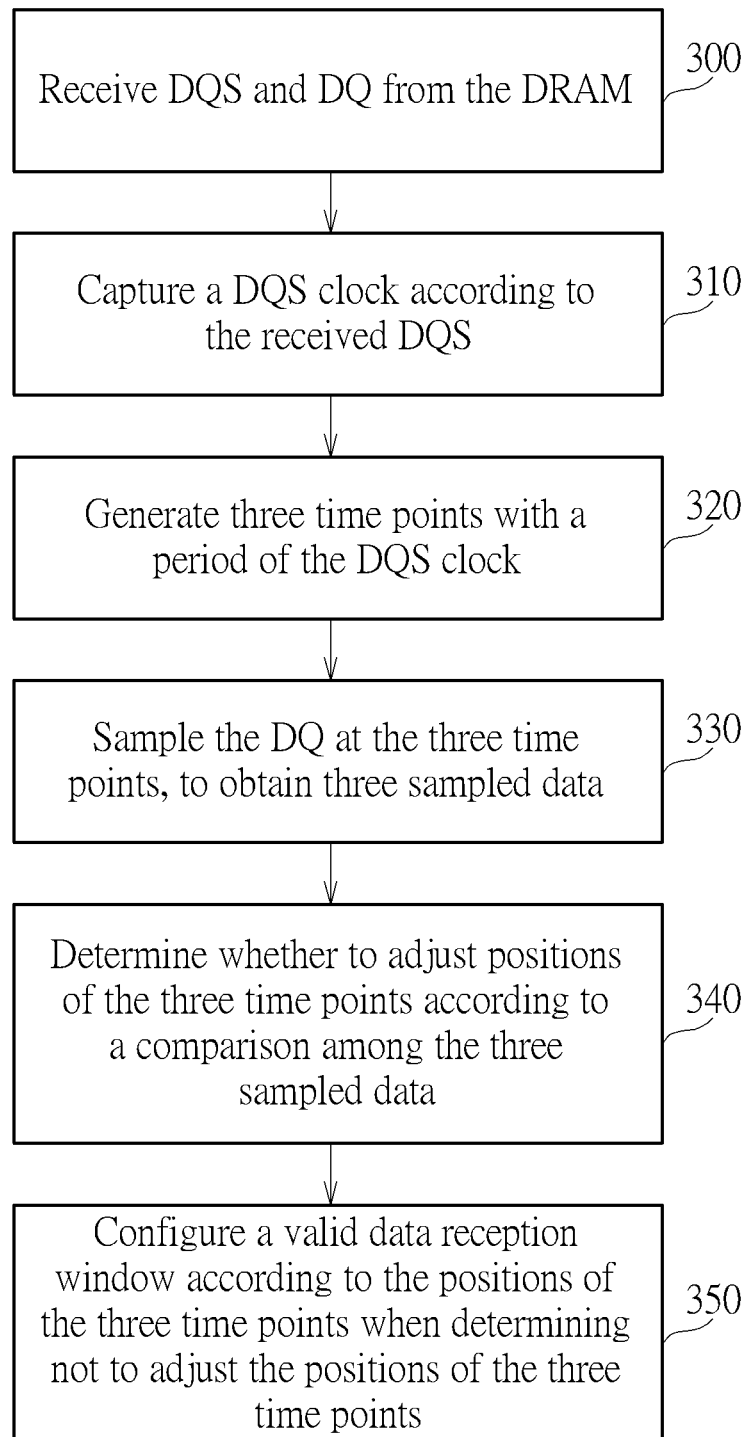 Receive DQS and DQ from the DRAM
300
Capture a DQS clock according to
the received DQS
310
Generate three time points with a
period of the DQS clock
320
Sample the DQ at the three time
points, to obtain three sampled data
330
Determine whether to adjust positions
of the three time points according to
a comparison among the three
sampled data
340
Configure a valid data reception
window according to the positions of
the three time points when determining
not to adjust the positions of the three
time points
350